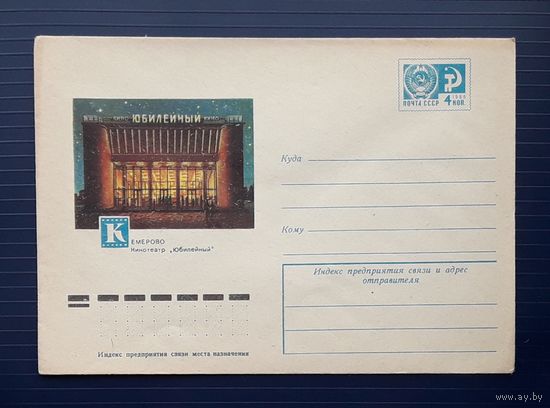 1966
ПОЧТА СССР
4 КОП.
КИНО ЮБИЛЕЙНЫЙ КИНО
КЕМЕРОВО
Кинотеатр „Юбилейный"
Куда
Кому
Индекс предприятия связи и адрес
отправителя
Индекс предприятия связи места назначения
www.ay.by